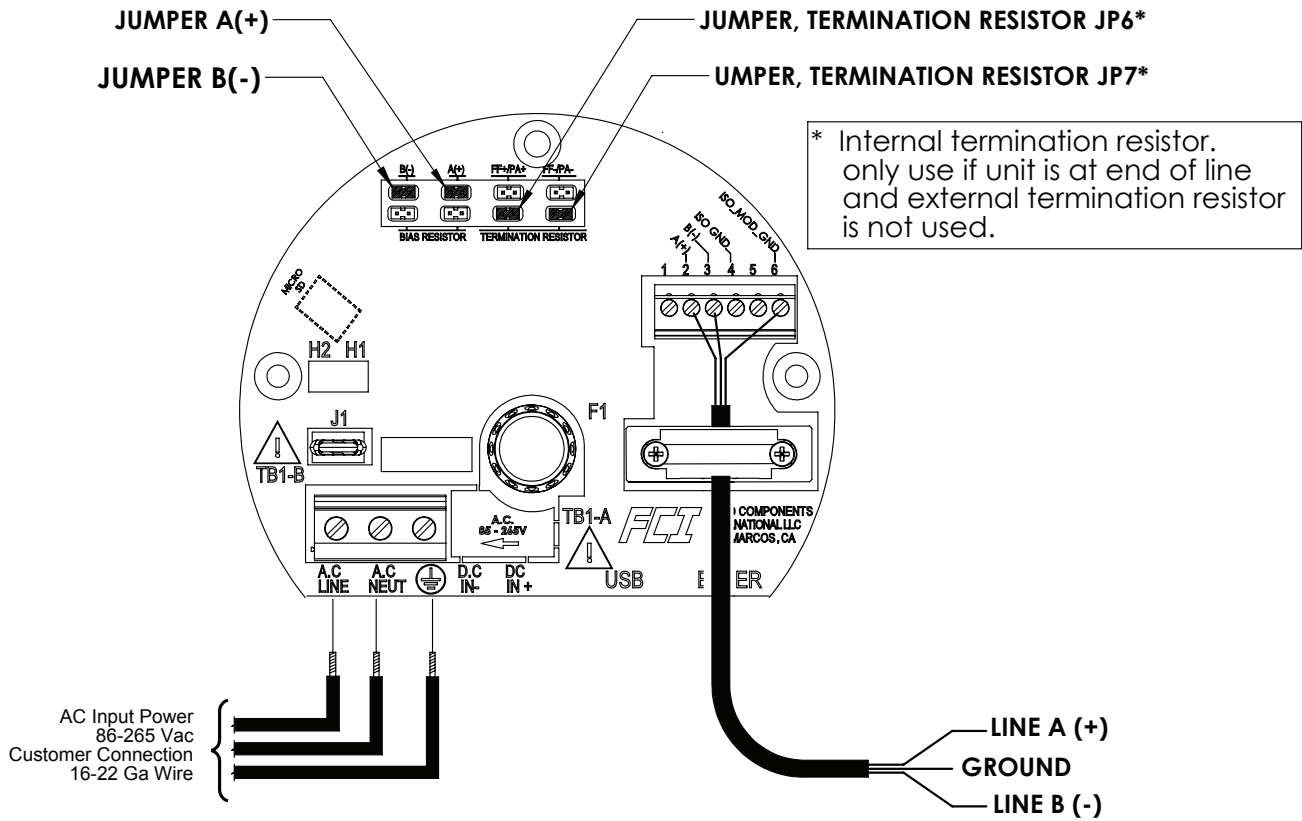 JUMPER A(+)
JUMPER B(-)
JUMPER, TERMINATION RESISTOR JP6*
UMPER, TERMINATION RESISTOR JP7*
* Internal termination resistor.
only use if unit is at end of line
and external termination resistor
is not used.
B(-) A(+) FF+/PA+ FF-/PA-
BIAS RESISTOR TERMINATION RESISTOR
A(+)
B(-)
ISO GND
ISO_MOD_GND
1 2 3 4 5 6
MICRO
SD
H2 H1
J1
F1
TB1-B
A.C.
85 - 265V
TB1-A
FCI
COMPONENTS
NATIONAL LLC
MARCOS, CA
USB
ER
A.C
LINE
A.C
NEUT
D.C
IN-
DC
IN +
AC Input Power
86-265 Vac
Customer Connection
16-22 Ga Wire
LINE A (+)
GROUND
LINE B (-)